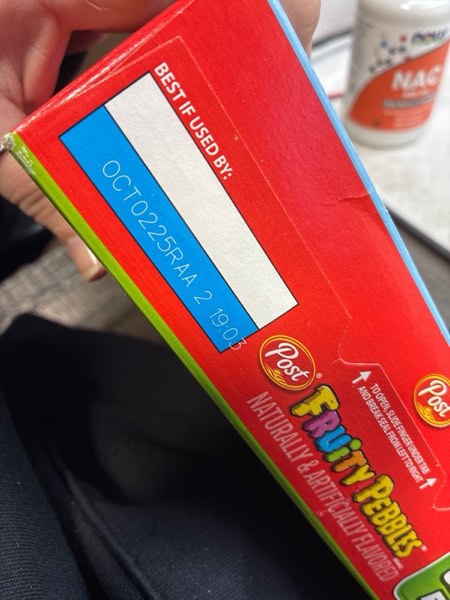 BEST IF USED BY:
OCT0225RAA 2 19:03
Post
FRUITY PEBBLES
NATURALLY & ARTIFICIALLY FLAVORED
TO OPEN, SLIDE FINGER UNDER TAB
AND BREAK SEAL FROM LEFT TO RIGHT
Post
NOW
NAC